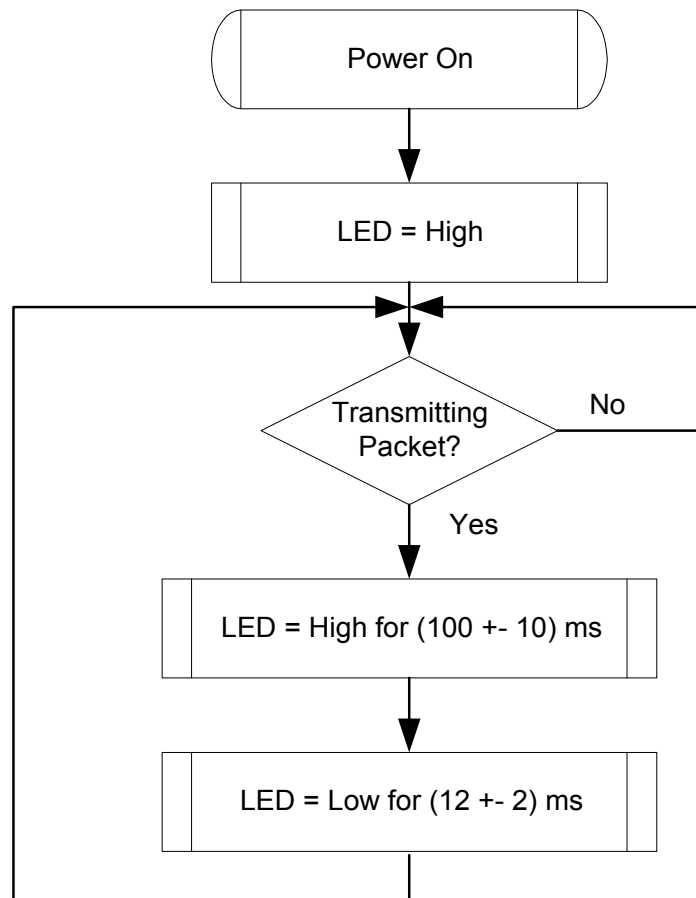 Power On
LED = High
Transmitting
Packet?
No
Yes
LED = High for (100 +- 10) ms
LED = Low for (12 +- 2) ms